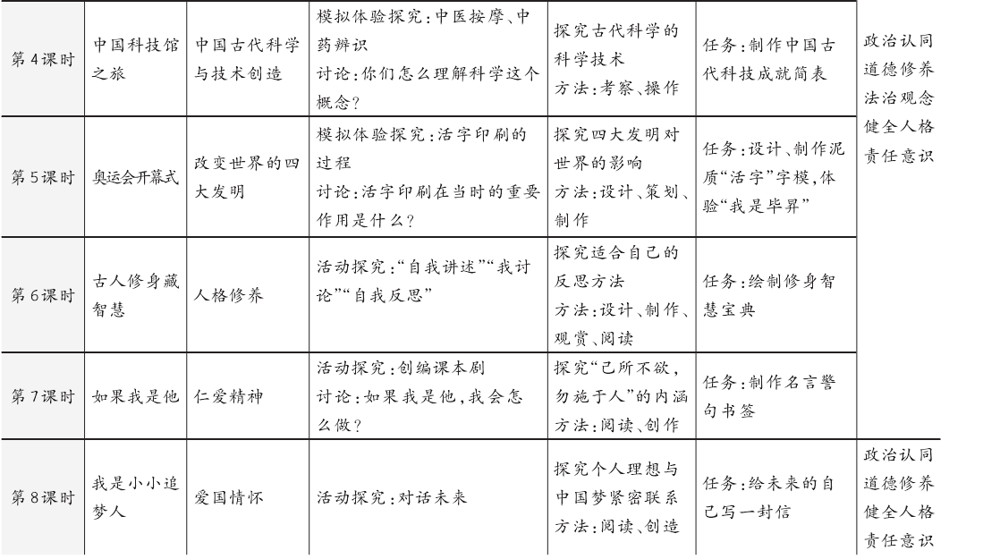 第4课时
中国科技馆
之旅
中国古代科学
与技术创造
模拟体验探究:中医按摩、中
药辨识
讨论:你们怎么理解科学这个
概念?
探究古代科学的
科学技术
方法:考察、操作
任务:制作中国古
代科技成就简表
政治认同
道德修养
法治观念
健全人格
责任意识
第5课时
奥运会开幕式
改变世界的四
大发明
模拟体验探究:活字印刷的
过程
讨论:活字印刷在当时的重要
作用是什么?
探究四大发明对
世界的影响
方法:设计、策划、
制作
任务:设计、制作泥
质“活字”字模,体
验“我是毕昇”
第6课时
古人修身藏
智慧
人格修养
活动探究:“自我讲述”“我讨
论”“自我反思”
探究适合自己的
反思方法
方法:设计、制作、
观赏、阅读
任务:绘制修身智
慧宝典
第7课时
如果我是他
仁爱精神
活动探究:创编课本剧
讨论:如果我是他,我会怎
么做?
探究“己所不欲,
勿施于人”的内涵
方法:阅读、创作
任务:制作名言警
句书签
第8课时
我是小小追
梦人
爱国情怀
活动探究:对话未来
探究个人理想与
中国梦紧密联系
方法:阅读、创造
任务:给未来的自
己写一封信
政治认同
道德修养
健全人格
责任意识